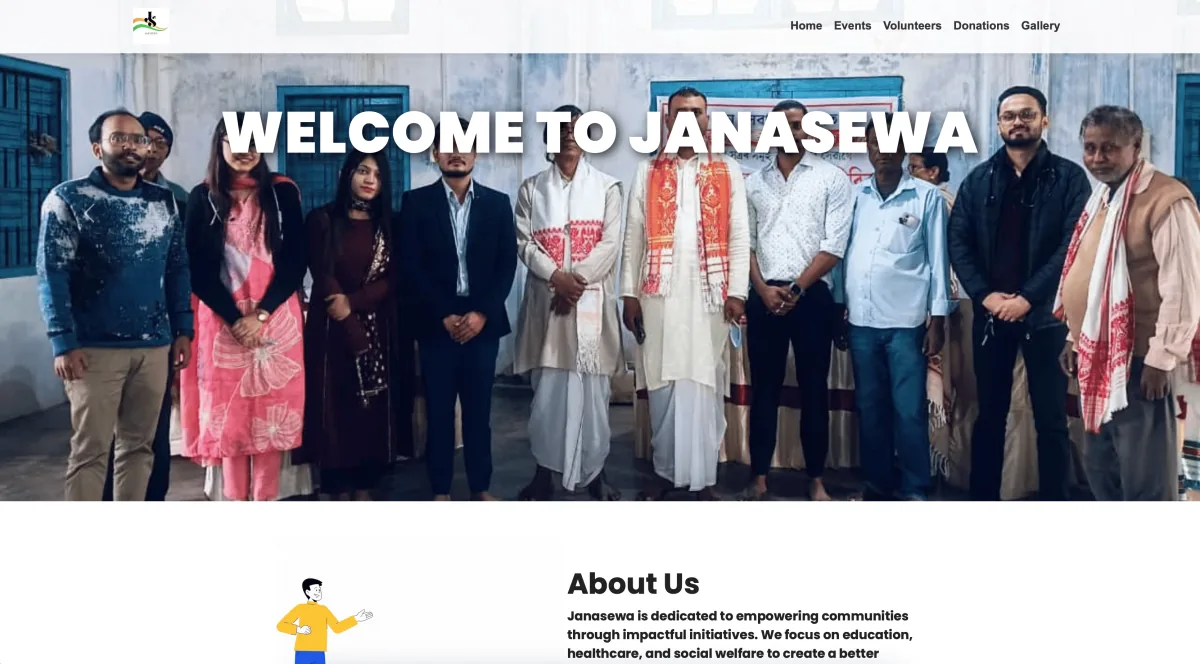 Home Events Volunteers Donations Gallery
WELCOME TO JANASEWA
About Us
Janasewa is dedicated to empowering communities
through impactful initiatives. We focus on education,
healthcare, and social welfare to create a better